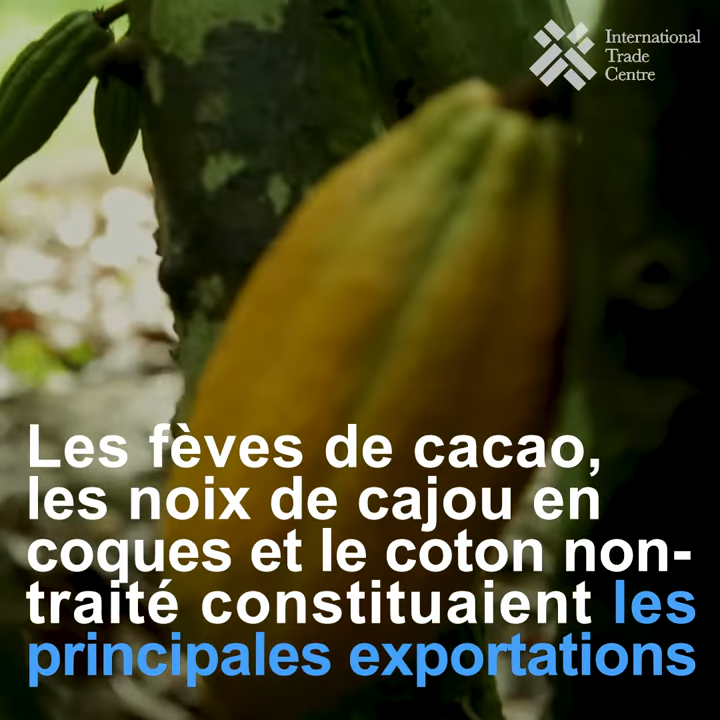 International
Trade
Centre
Les fèves de cacao,
les noix de cajou en
coques et le coton non-
traité constituaient les
principales exportations